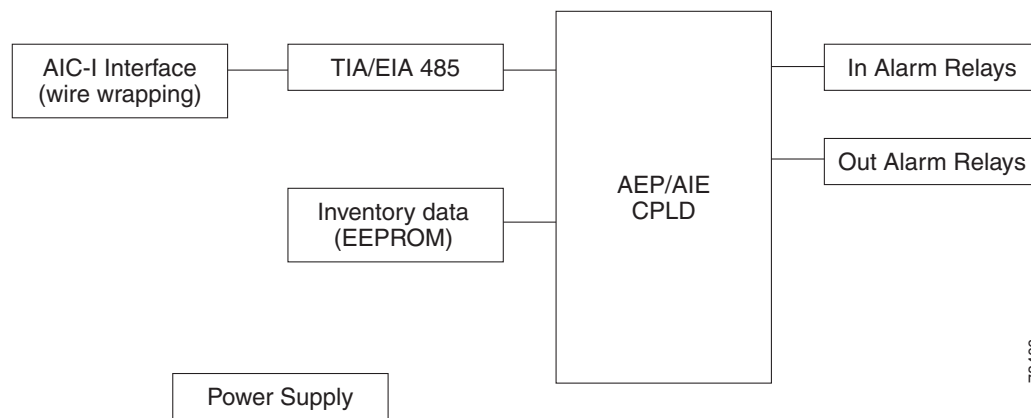 AIC-I Interface
(wire wrapping)
TIA/EIA 485
In Alarm Relays
Out Alarm Relays
AEP/AIE
CPLD
Inventory data
(EEPROM)
Power Supply